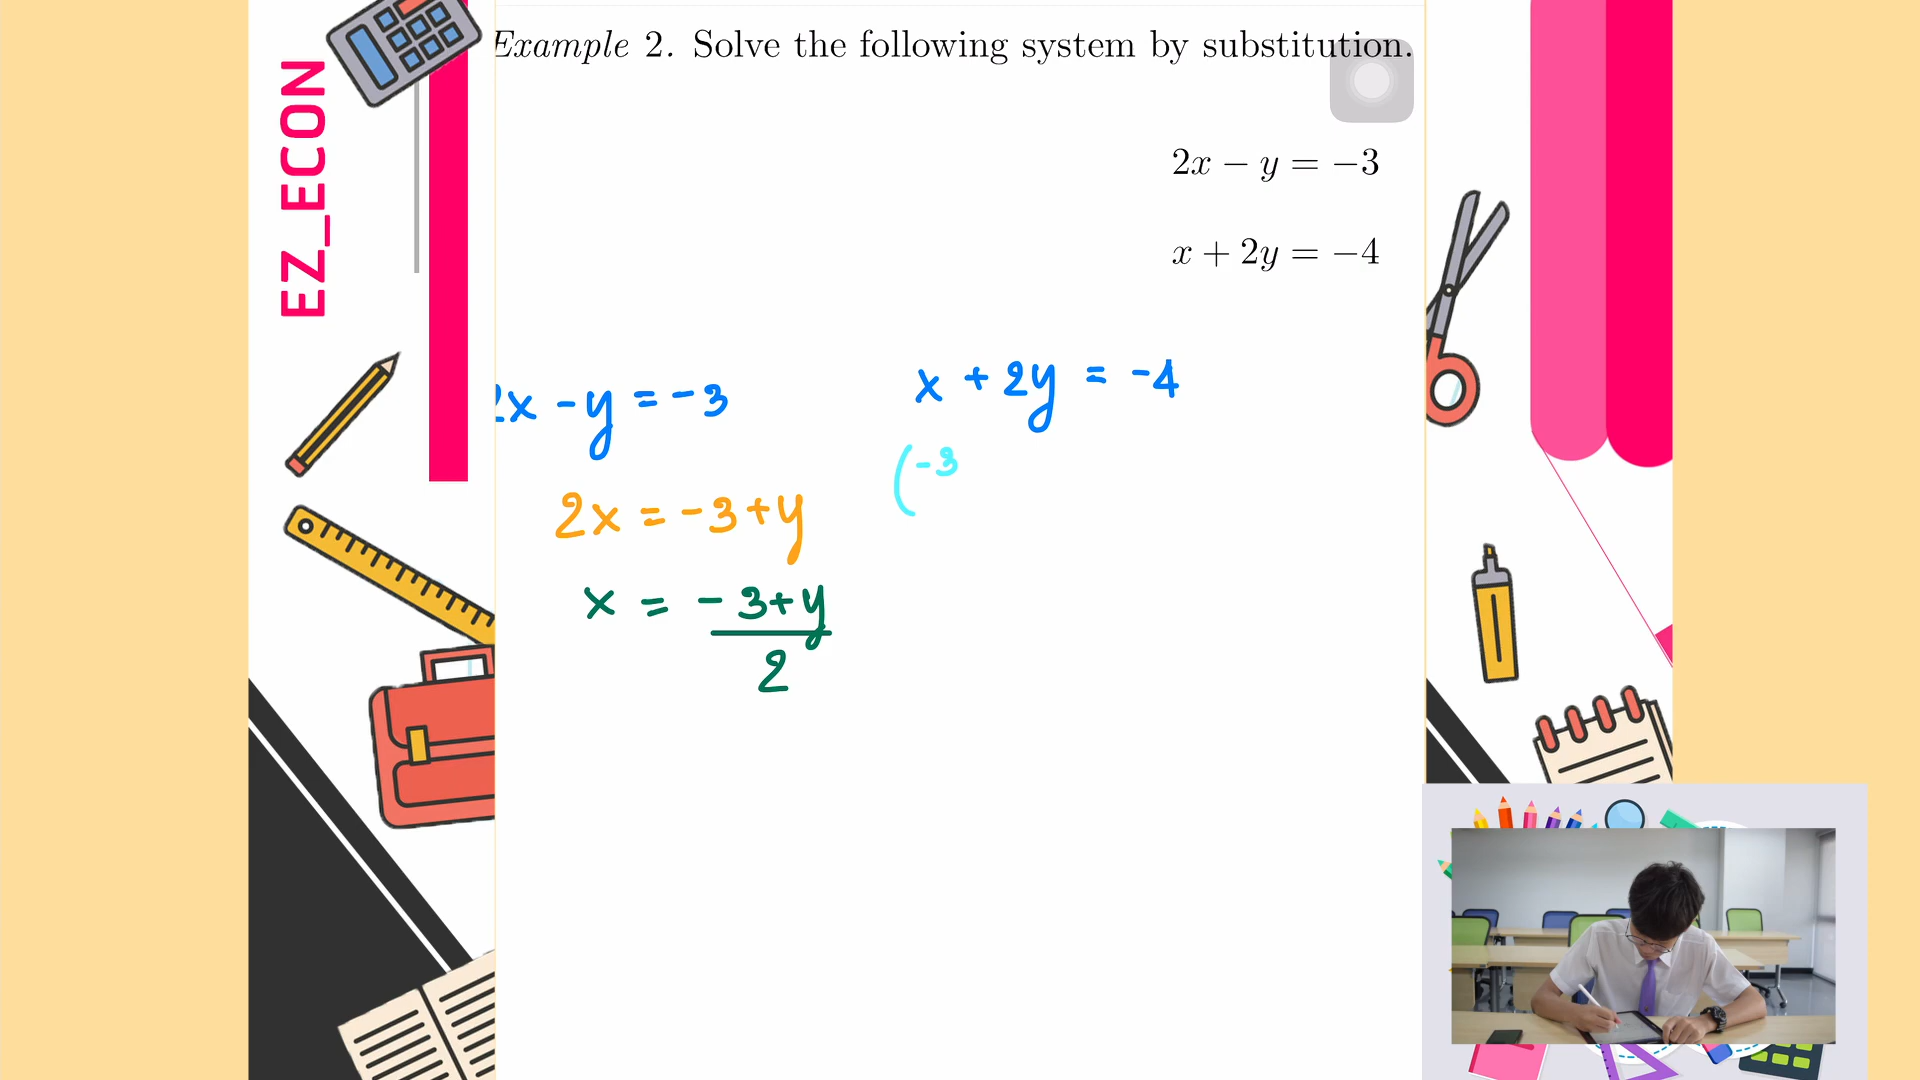 EZ_ECON
Example 2. Solve the following system by substitution.
2x − y = −3
x + 2y = −4
2x - y = -3
2x = -3+y
x = -3+y
2
x + 2y = -4
(-3